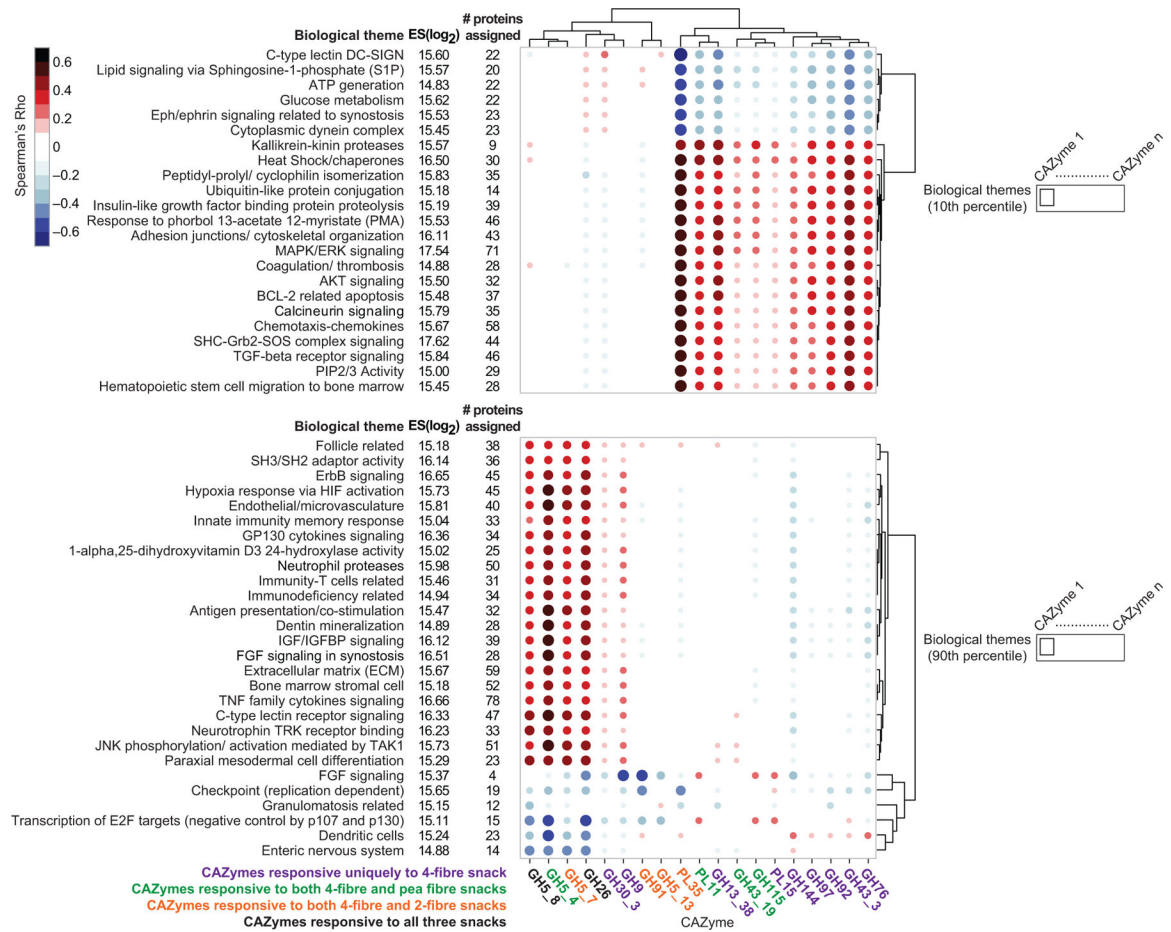 # proteins
Biological theme ES(log2) assigned
C-type lectin DC-SIGN 15.60 22
Lipid signaling via Sphingosine-1-phosphate (S1P) 15.57 20
ATP generation 14.83 22
Glucose metabolism 15.62 22
Eph/ephrin signaling related to synostosis 15.53 23
Cytoplasmic dynein complex 15.45 23
Kallikrein-kinin proteases 15.57 9
Heat Shock/chaperones 16.50 30
Peptidyl-prolyl/ cyclophilin isomerization 15.83 35
Ubiquitin-like protein conjugation 15.18 14
Insulin-like growth factor binding protein proteolysis 15.19 39
Response to phorbol 13-acetate 12-myristate (PMA) 15.53 46
Adhesion junctions/ cytoskeletal organization 16.11 43
MAPK/ERK signaling 17.54 71
Coagulation/ thrombosis 14.88 28
AKT signaling 15.50 32
BCL-2 related apoptosis 15.48 37
Calcineurin signaling 15.79 35
Chemotaxis-chemokines 15.67 58
SHC-Grb2-SOS complex signaling 17.62 44
TGF-beta receptor signaling 15.84 46
PIP2/3 Activity 15.00 29
Hematopoietic stem cell migration to bone marrow 15.45 28
Spearman's Rho
0.6
0.4
0.2
0
–0.2
–0.4
–0.6
CAZyme 1 .............. CAZyme n
Biological themes
(10th percentile)
# proteins
Biological theme ES(log2) assigned
Follicle related 15.18 38
SH3/SH2 adaptor activity 16.14 36
ErbB signaling 16.65 45
Hypoxia response via HIF activation 15.73 45
Endothelial/microvasculature 15.81 40
Innate immunity memory response 15.04 33
GP130 cytokines signaling 16.36 34
1-alpha,25-dihydroxyvitamin D3 24-hydroxylase activity 15.02 25
Neutrophil proteases 15.98 50
Immunity-T cells related 15.46 31
Immunodeficiency related 14.94 34
Antigen presentation/co-stimulation 15.47 32
Dentin mineralization 14.89 28
IGF/IGFBP signaling 16.12 39
FGF signaling in synostosis 16.51 28
Extracellular matrix (ECM) 15.67 59
Bone marrow stromal cell 15.18 52
TNF family cytokines signaling 16.66 78
C-type lectin receptor signaling 16.33 47
Neurotrophin TRK receptor binding 16.23 33
JNK phosphorylation/ activation mediated by TAK1 15.73 51
Paraxial mesodermal cell differentiation 15.29 23
FGF signaling 15.37 4
Checkpoint (replication dependent) 15.65 19
Granulomatosis related 15.15 12
Transcription of E2F targets (negative control by p107 and p130) 15.11 15
Dendritic cells 15.24 23
Enteric nervous system 14.88 14
CAZyme 1 .............. CAZyme n
Biological themes
(90th percentile)
GH5_8 GH5_4 GH5_7 GH26 GH30_3 GH9 GH91 GH5_13 PL35 PL11 GH13_38 GH43_19 GH115 PL15 GH144 GH97 GH92 GH43_3 GH76
CAZyme
CAZymes responsive uniquely to 4-fibre snack
CAZymes responsive to both 4-fibre and pea fibre snacks
CAZymes responsive to both 4-fibre and 2-fibre snacks
CAZymes responsive to all three snacks